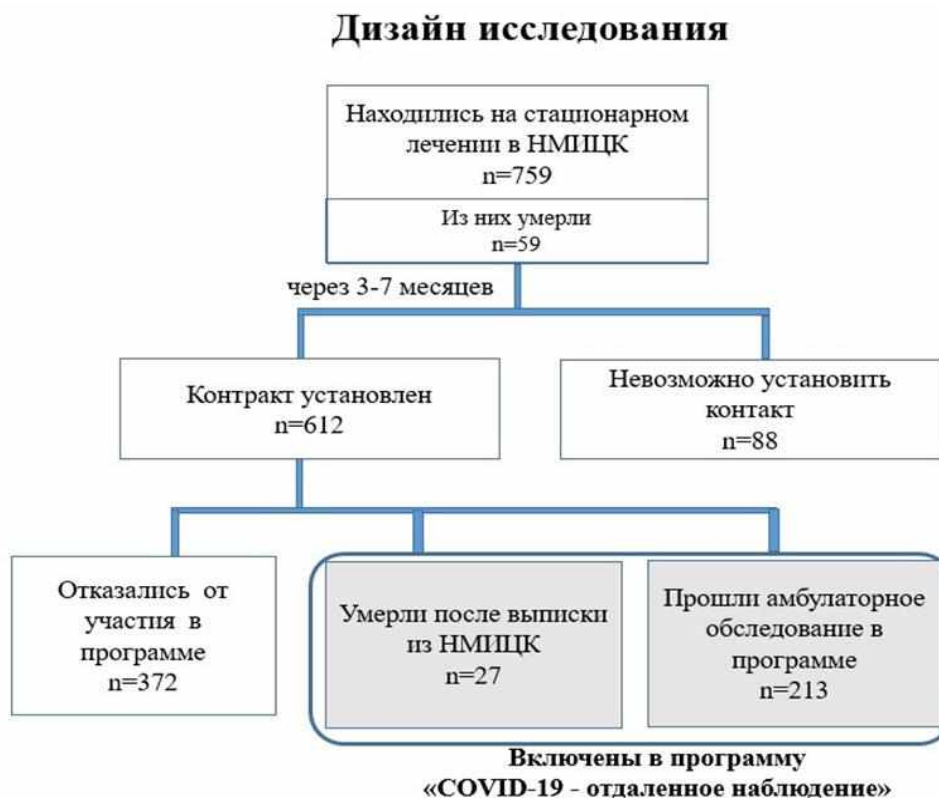 Дизайн исследования
Находились на стационарном
лечении в НМИЦК
n=759
Из них умерли
n=59
через 3-7 месяцев
Контракт установлен
n=612
Невозможно установить
контакт
n=88
Отказались от
участия в
программе
n=372
Умерли после выписки
из НМИЦК
n=27
Прошли амбулаторное
обследование в
программе
n=213
Включены в программу
«COVID-19 - отдаленное наблюдение»